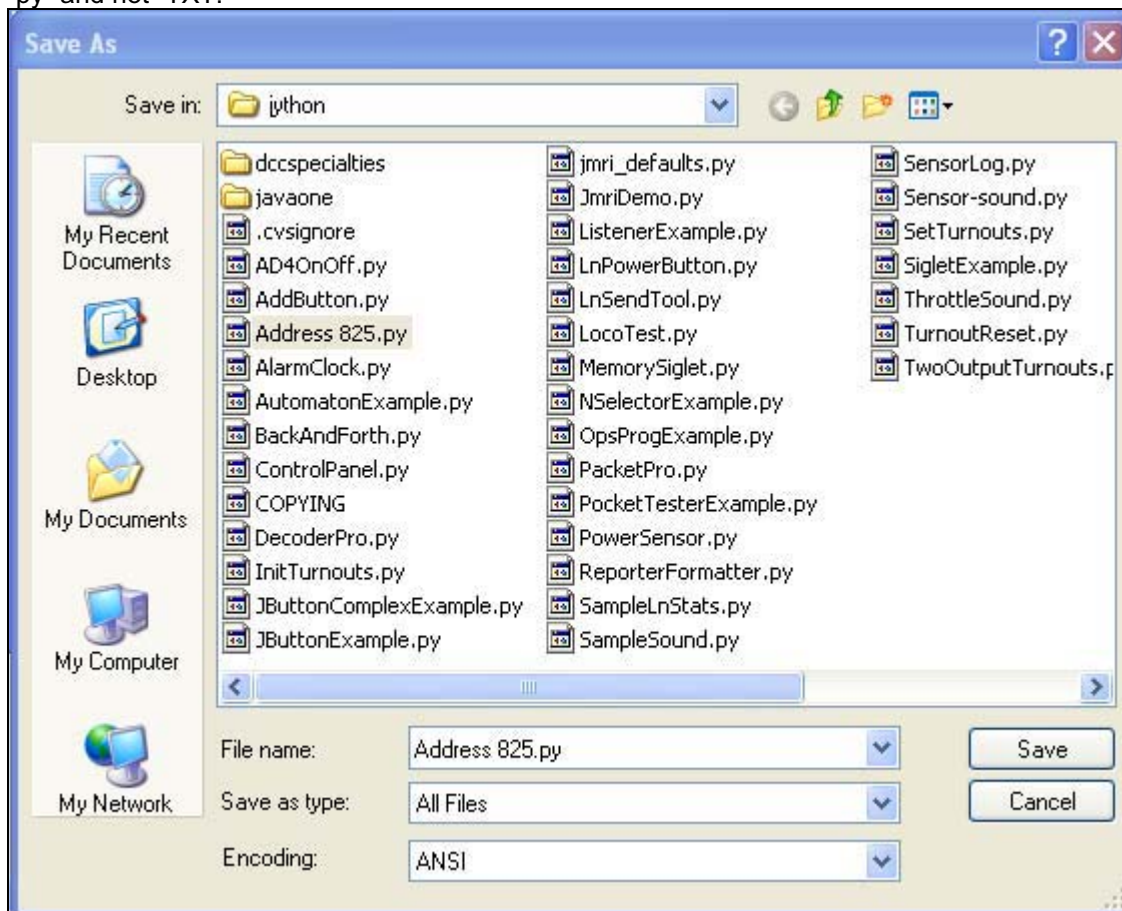 py" and not "TXT.
Save As
Save in:
jython
My Recent Documents
Desktop
My Documents
My Computer
My Network
dccspecialties
javaone
.cvsignore
AD4OnOff.py
AddButton.py
Address 825.py
AlarmClock.py
AutomatonExample.py
BackAndForth.py
ControlPanel.py
COPYING
DecoderPro.py
InitTurnouts.py
JButtonComplexExample.py
JButtonExample.py
jmri_defaults.py
JmriDemo.py
ListenerExample.py
LnPowerButton.py
LnSendTool.py
LocoTest.py
MemorySiglet.py
NSelectorExample.py
OpsProgExample.py
PacketPro.py
PocketTesterExample.py
PowerSensor.py
ReporterFormatter.py
SampleLnStats.py
SampleSound.py
SensorLog.py
Sensor-sound.py
SetTurnouts.py
SigletExample.py
ThrottleSound.py
TurnoutReset.py
TwoOutputTurnouts.p
File name:
Address 825.py
Save
Save as type:
All Files
Cancel
Encoding:
ANSI